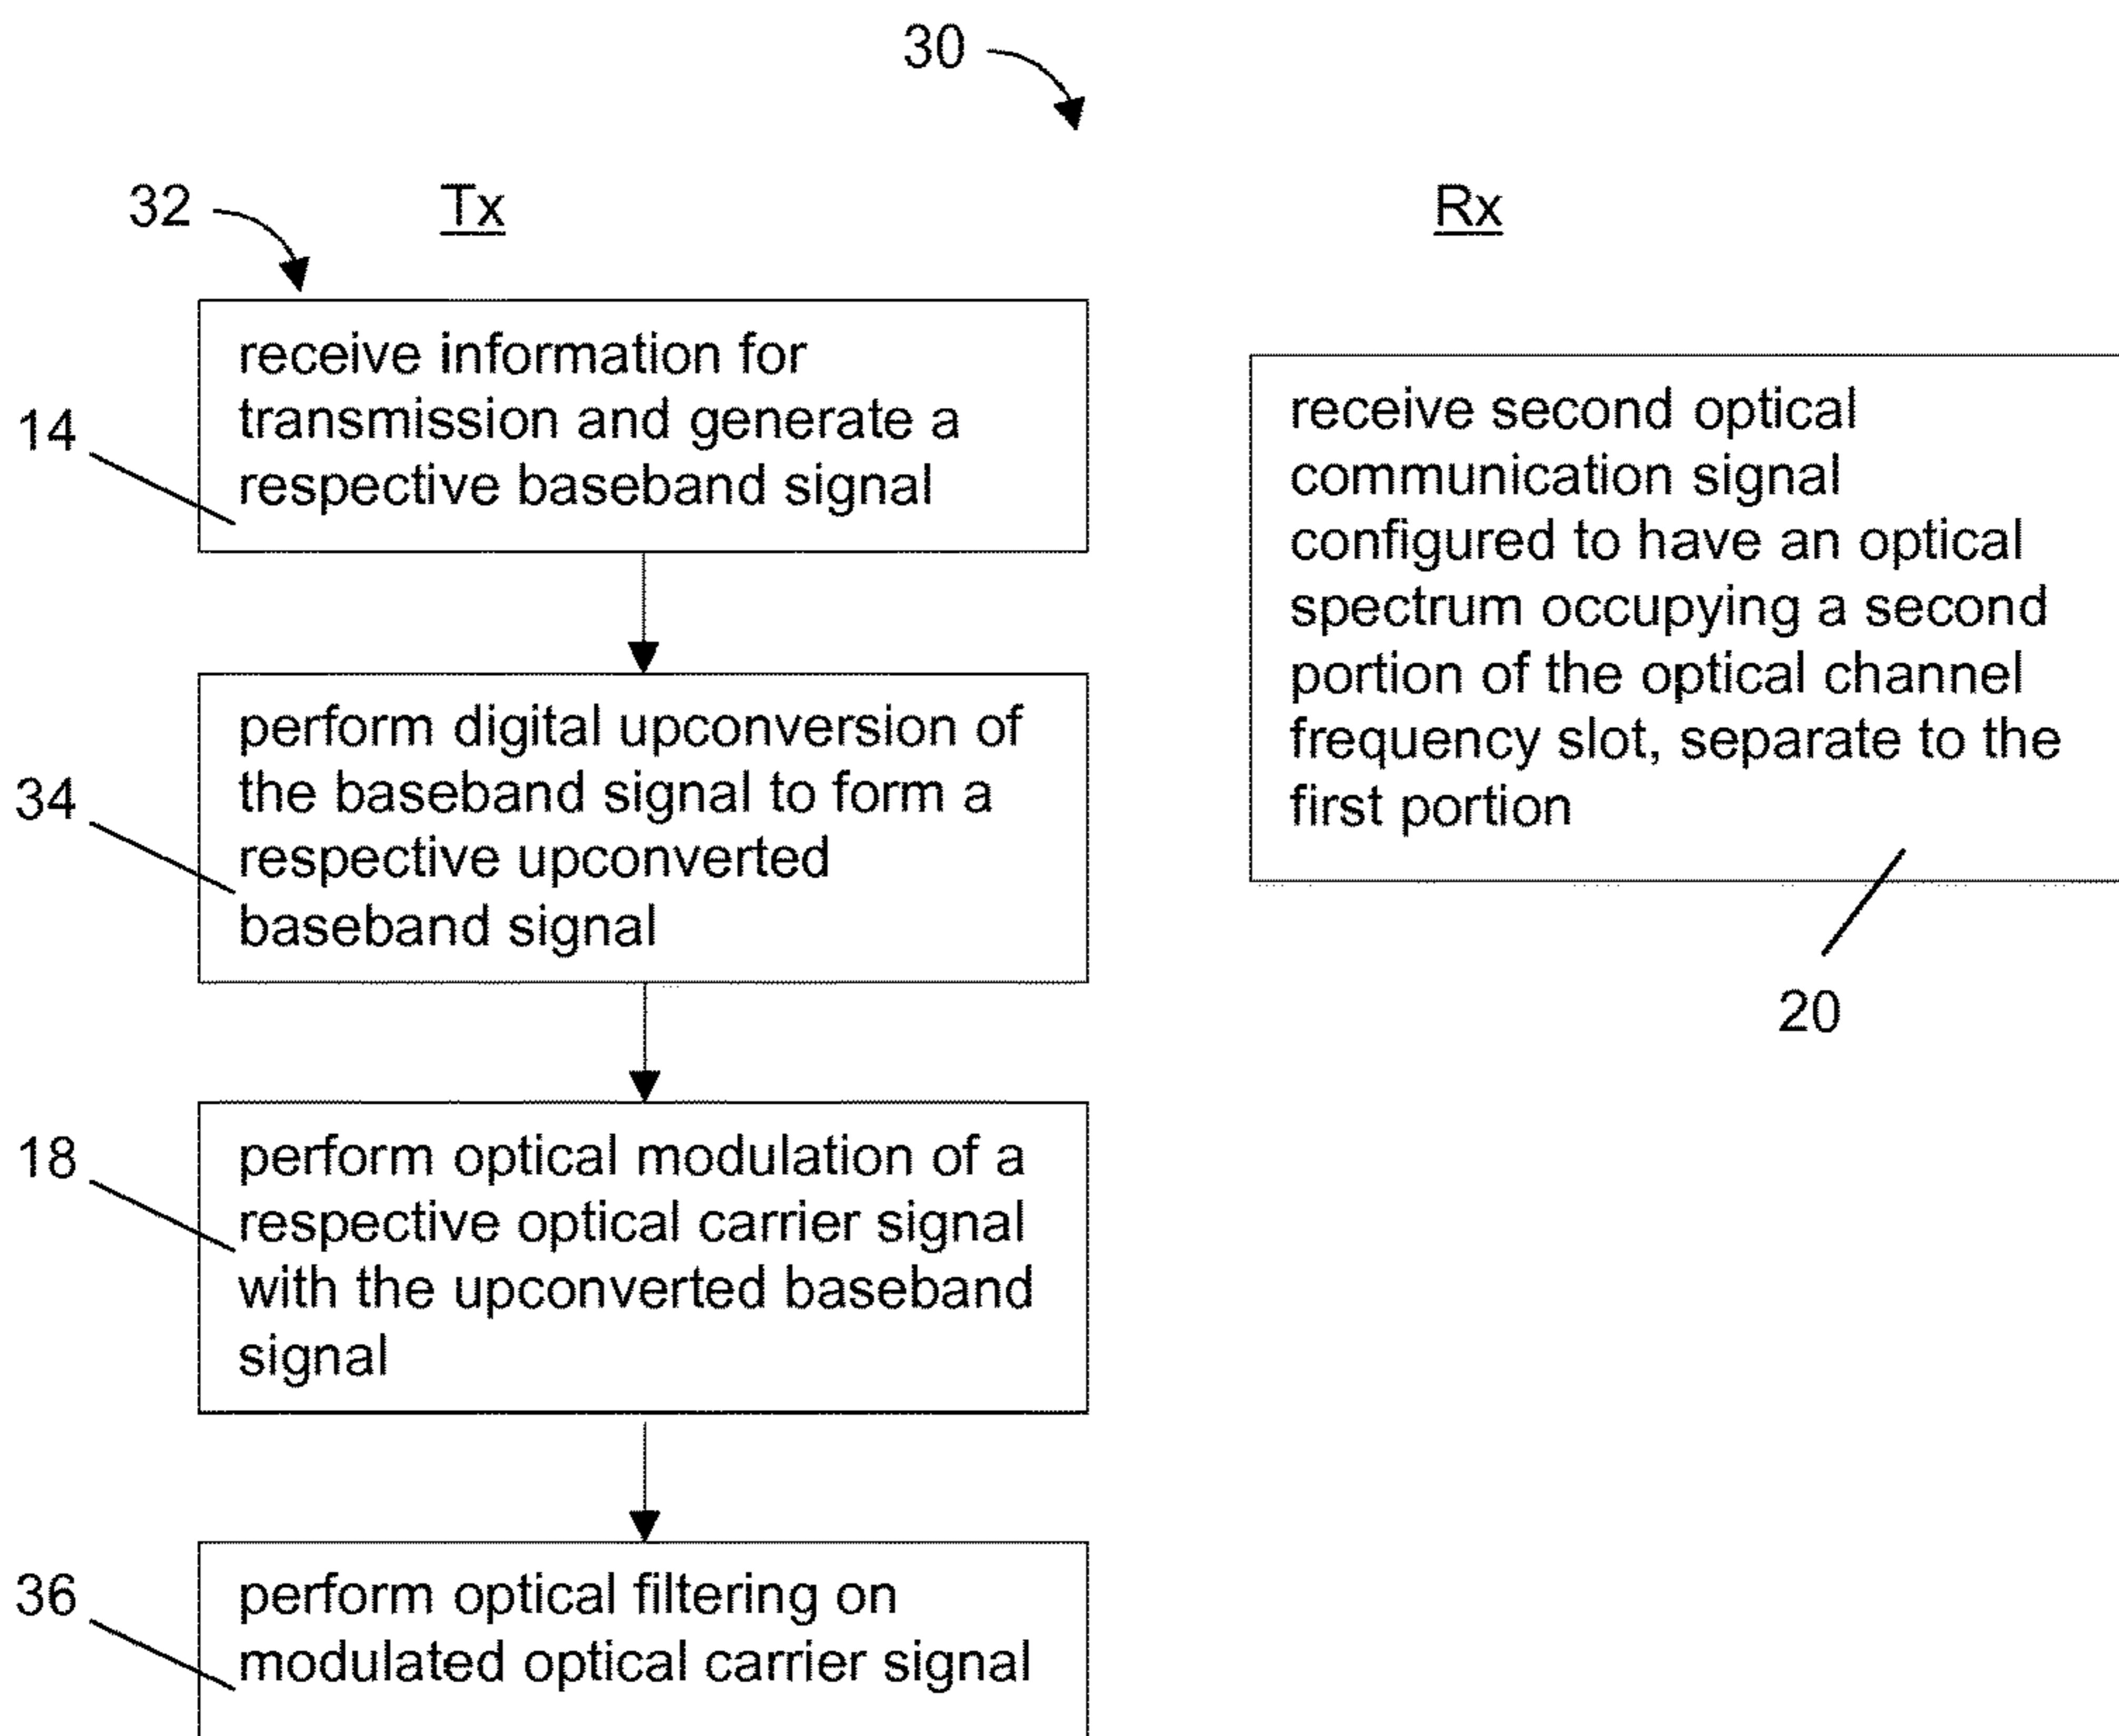 30
32
Tx
receive information for
transmission and generate a
respective baseband signal
14
perform digital upconversion of
the baseband signal to form a
respective upconverted
baseband signal
34
perform optical modulation of a
respective optical carrier signal
with the upconverted baseband
signal
18
perform optical filtering on
modulated optical carrier signal
36
Rx
receive second optical
communication signal
configured to have an optical
spectrum occupying a second
portion of the optical channel
frequency slot, separate to the
first portion
20